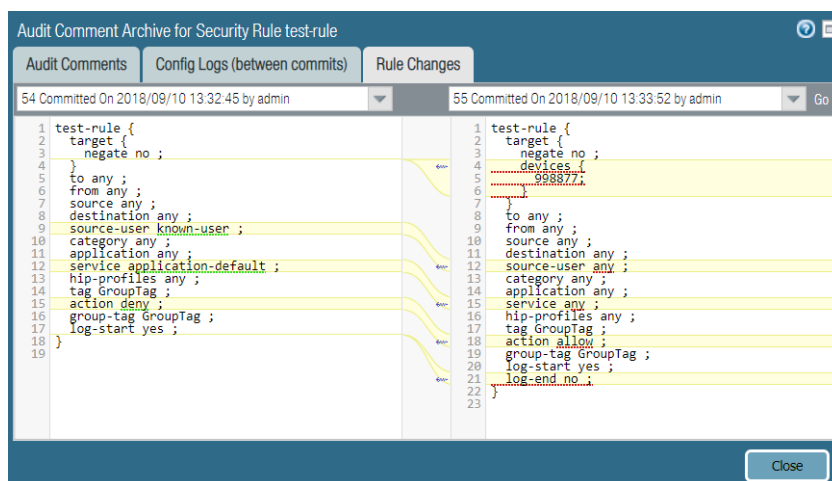 Audit Comment Archive for Security Rule test-rule
Audit Comments
Config Logs (between commits)
Rule Changes
54 Committed On 2018/09/10 13:32:45 by admin
55 Committed On 2018/09/10 13:33:52 by admin
Go
1 test-rule {
2 target {
3 negate no ;
4 }
5 to any ;
6 from any ;
7 source any ;
8 destination any ;
9 source-user known-user ;
10 category any ;
11 application any ;
12 service application-default ;
13 hip-profiles any ;
14 tag GroupTag ;
15 action deny ;
16 group-tag GroupTag ;
17 log-start yes ;
18 }
19
1 test-rule {
2 target {
3 negate no ;
4 devices {
5 998877;
6 }
7 }
8 to any ;
9 from any ;
10 source any ;
11 destination any ;
12 source-user any ;
13 category any ;
14 application any ;
15 service any ;
16 hip-profiles any ;
17 tag GroupTag ;
18 action allow ;
19 group-tag GroupTag ;
20 log-start yes ;
21 log-end no ;
22 }
23
Close